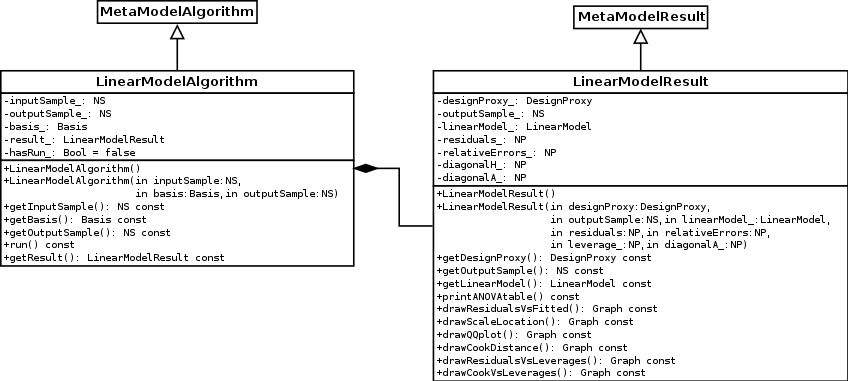 MetaModelAlgorithm
LinearModelAlgorithm
-inputSample_: NS
-outputSample_: NS
-basis_: Basis
-result_: LinearModelResult
-hasRun_: Bool = false
+LinearModelAlgorithm()
+LinearModelAlgorithm(in inputSample:NS,
in basis:Basis, in outputSample:NS)
+getInputSample(): NS const
+getBasis(): Basis const
+getOutputSample(): NS const
+run() const
+getResult(): LinearModelResult const
MetaModelResult
LinearModelResult
-designProxy_: DesignProxy
-outputSample_: NS
-linearModel_: LinearModel
-residuals_: NP
-relativeErrors_: NP
-diagonalH_: NP
-diagonalA_: NP
+LinearModelResult()
+LinearModelResult(in designProxy:DesignProxy,
in outputSample:NS, in linearModel_:LinearModel,
in residuals:NP, in relativeErrors:NP,
in leverage_:NP, in diagonalA_:NP)
+getDesignProxy(): DesignProxy const
+getOutputSample(): NS const
+getLinearModel(): LinearModel const
+printANOVAtable() const
+drawResidualsVsFitted(): Graph const
+drawScaleLocation(): Graph const
+drawQQplot(): Graph const
+drawCookDistance(): Graph const
+drawResidualsVsLeverages(): Graph const
+drawCookVsLeverages(): Graph const